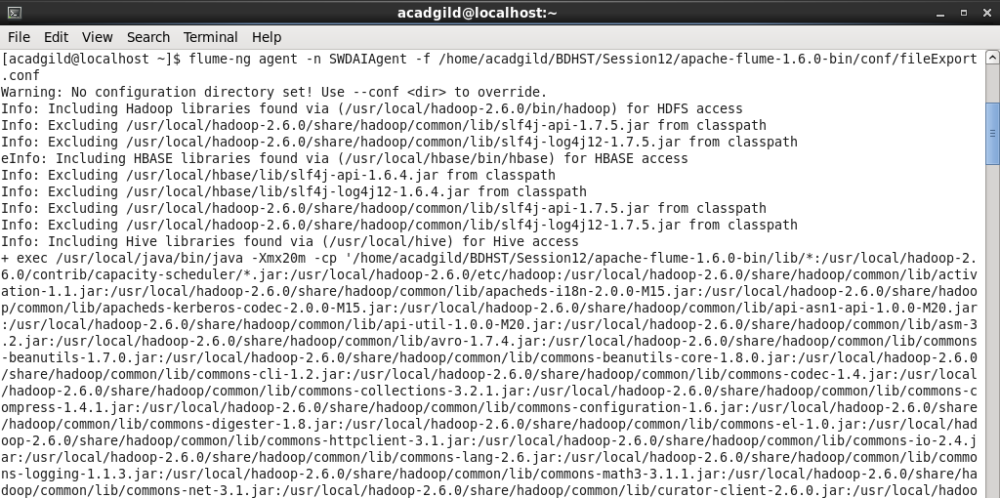 acadgild@localhost:~
File Edit View Search Terminal Help
[acadgild@localhost ~]$ flume-ng agent -n SWDAIAgent -f /home/acadgild/BDHST/Session12/apache-flume-1.6.0-bin/conf/fileExport
.conf
Warning: No configuration directory set! Use --conf <dir> to override.
Info: Including Hadoop libraries found via (/usr/local/hadoop-2.6.0/bin/hadoop) for HDFS access
Info: Excluding /usr/local/hadoop-2.6.0/share/hadoop/common/lib/slf4j-api-1.7.5.jar from classpath
Info: Excluding /usr/local/hadoop-2.6.0/share/hadoop/common/lib/slf4j-log4j12-1.7.5.jar from classpath
eInfo: Including HBASE libraries found via (/usr/local/hbase/bin/hbase) for HBASE access
Info: Excluding /usr/local/hbase/lib/slf4j-api-1.6.4.jar from classpath
Info: Excluding /usr/local/hbase/lib/slf4j-log4j12-1.6.4.jar from classpath
Info: Excluding /usr/local/hadoop-2.6.0/share/hadoop/common/lib/slf4j-api-1.7.5.jar from classpath
Info: Excluding /usr/local/hadoop-2.6.0/share/hadoop/common/lib/slf4j-log4j12-1.7.5.jar from classpath
Info: Including Hive libraries found via (/usr/local/hive) for Hive access
+ exec /usr/local/java/bin/java -Xmx20m -cp '/home/acadgild/BDHST/Session12/apache-flume-1.6.0-bin/lib/*:/usr/local/hadoop-2.
6.0/contrib/capacity-scheduler/*.jar:/usr/local/hadoop-2.6.0/etc/hadoop:/usr/local/hadoop-2.6.0/share/hadoop/common/lib/activ
ation-1.1.jar:/usr/local/hadoop-2.6.0/share/hadoop/common/lib/apacheds-i18n-2.0.0-M15.jar:/usr/local/hadoop-2.6.0/share/hadoo
p/common/lib/apacheds-kerberos-codec-2.0.0-M15.jar:/usr/local/hadoop-2.6.0/share/hadoop/common/lib/api-asn1-api-1.0.0-M20.jar
:/usr/local/hadoop-2.6.0/share/hadoop/common/lib/api-util-1.0.0-M20.jar:/usr/local/hadoop-2.6.0/share/hadoop/common/lib/asm-3
.2.jar:/usr/local/hadoop-2.6.0/share/hadoop/common/lib/avro-1.7.4.jar:/usr/local/hadoop-2.6.0/share/hadoop/common/lib/commons
-beanutils-1.7.0.jar:/usr/local/hadoop-2.6.0/share/hadoop/common/lib/commons-beanutils-core-1.8.0.jar:/usr/local/hadoop-2.6.0
/share/hadoop/common/lib/commons-cli-1.2.jar:/usr/local/hadoop-2.6.0/share/hadoop/common/lib/commons-codec-1.4.jar:/usr/local
/hadoop-2.6.0/share/hadoop/common/lib/commons-collections-3.2.1.jar:/usr/local/hadoop-2.6.0/share/hadoop/common/lib/commons-c
ompress-1.4.1.jar:/usr/local/hadoop-2.6.0/share/hadoop/common/lib/commons-configuration-1.6.jar:/usr/local/hadoop-2.6.0/share
/hadoop/common/lib/commons-digester-1.8.jar:/usr/local/hadoop-2.6.0/share/hadoop/common/lib/commons-el-1.0.jar:/usr/local/had
oop-2.6.0/share/hadoop/common/lib/commons-httpclient-3.1.jar:/usr/local/hadoop-2.6.0/share/hadoop/common/lib/commons-io-2.4.j
ar:/usr/local/hadoop-2.6.0/share/hadoop/common/lib/commons-lang-2.6.jar:/usr/local/hadoop-2.6.0/share/hadoop/common/lib/commo
ns-logging-1.1.3.jar:/usr/local/hadoop-2.6.0/share/hadoop/common/lib/commons-math3-3.1.1.jar:/usr/local/hadoop-2.6.0/share/ha
doop/common/lib/commons-net-3.1.jar:/usr/local/hadoop-2.6.0/share/hadoop/common/lib/curator-client-2.6.0.jar:/usr/local/hadoo